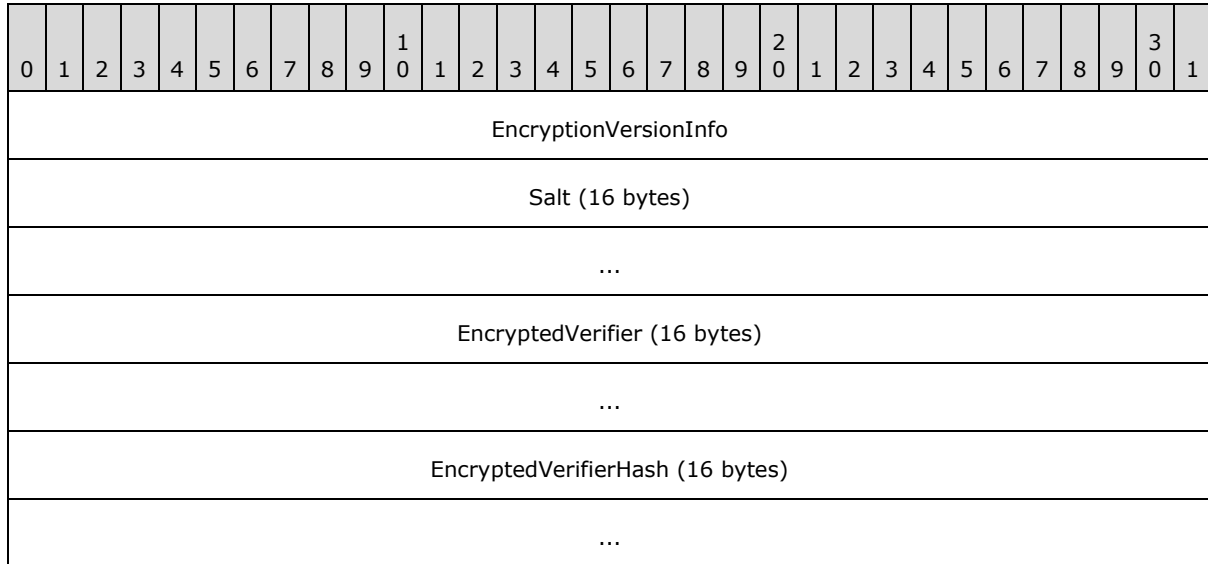 1 2 3
0 1 2 3 4 5 6 7 8 9 0 1 2 3 4 5 6 7 8 9 0 1 2 3 4 5 6 7 8 9 0 1
EncryptionVersionInfo
Salt (16 bytes)
...
EncryptedVerifier (16 bytes)
...
EncryptedVerifierHash (16 bytes)
...